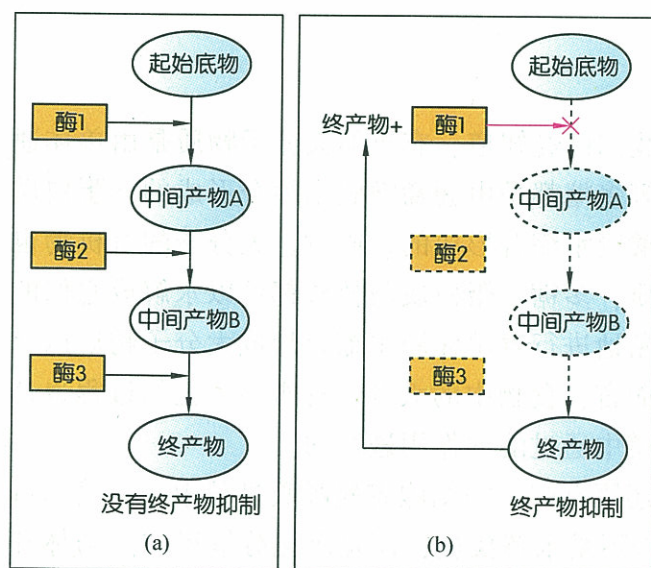 起始底物
酶1
中间产物A
酶2
中间产物B
酶3
终产物
没有终产物抑制
(a)
起始底物
终产物+ 酶1
中间产物A
酶2
中间产物B
酶3
终产物
终产物抑制
(b)